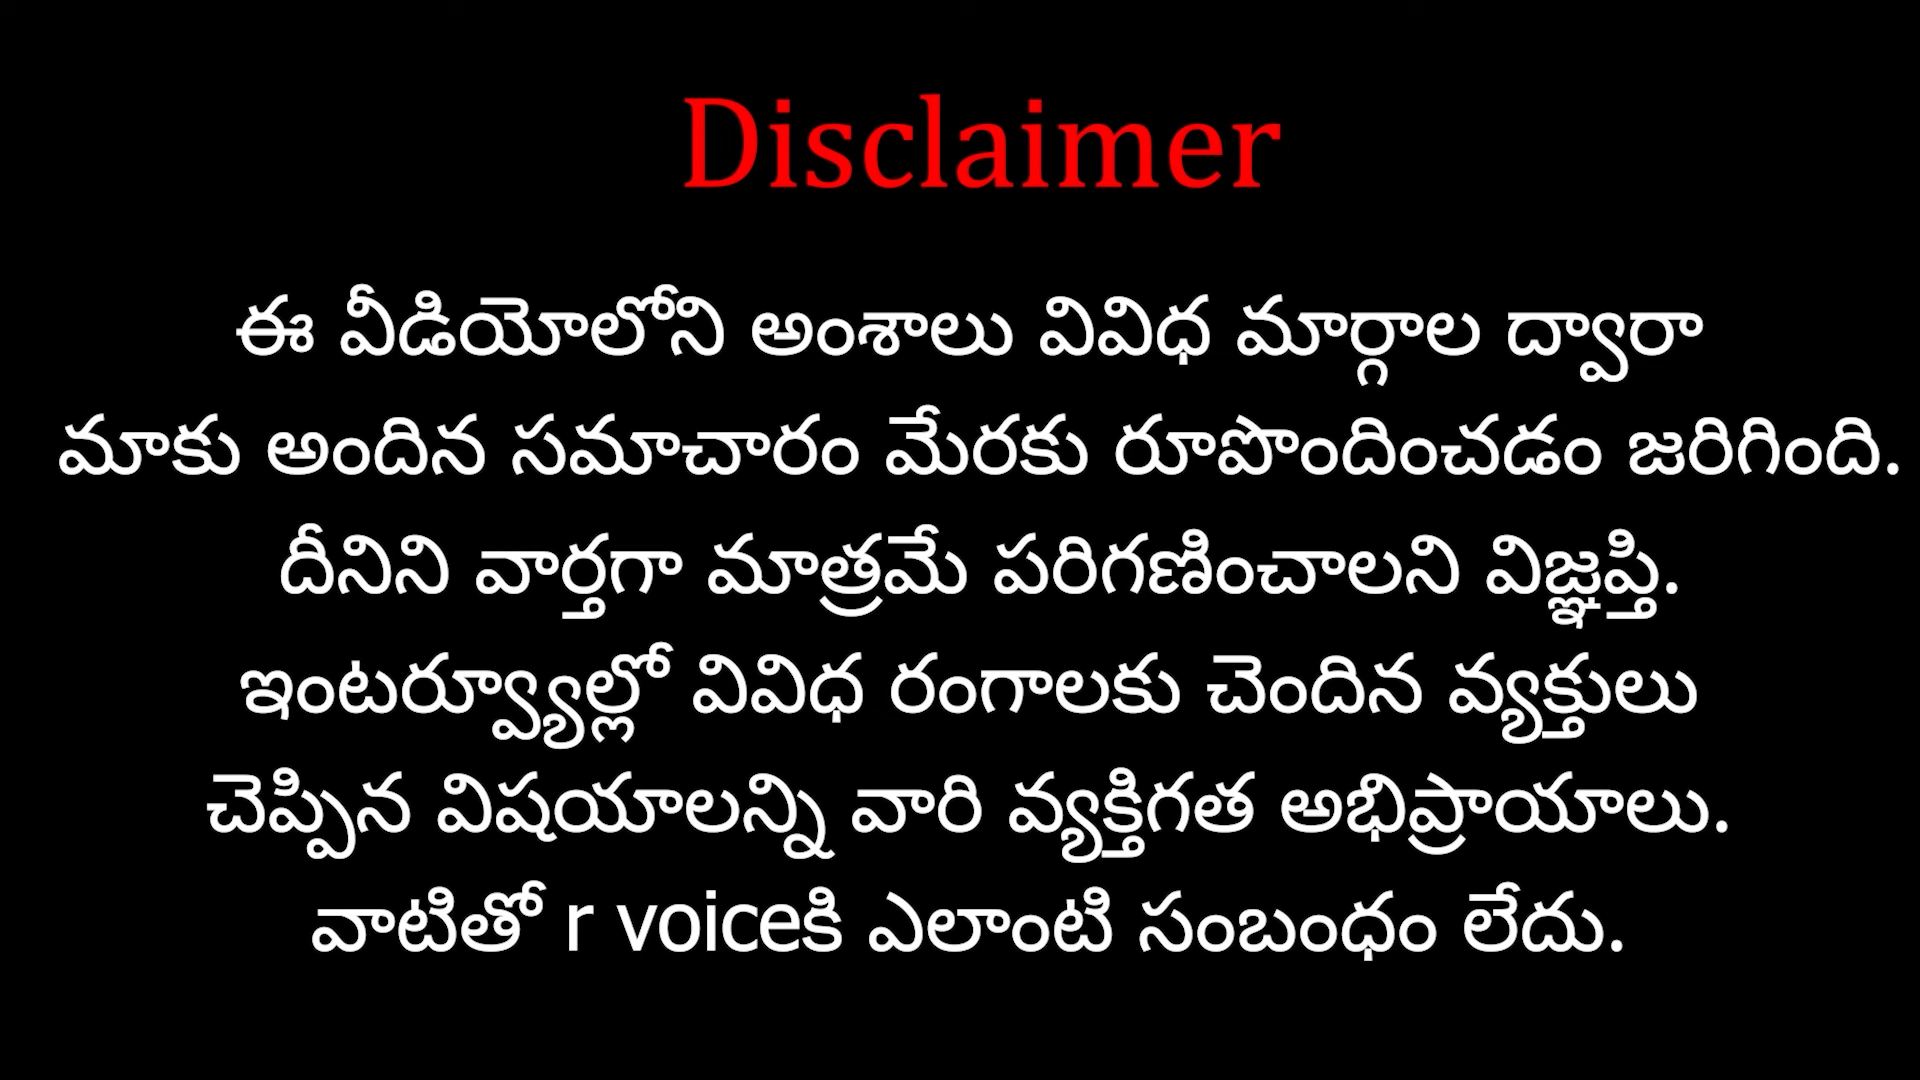 Disclaimer
ఈ వీడియోలోని అంశాలు వివిధ మార్గాల ద్వారా
మాకు అందిన సమాచారం మేరకు రూపొందించడం జరిగింది.
దీనిని వార్తగా మాత్రమే పరిగణించాలని విజ్ఞప్తి.
ఇంటర్వ్యూల్లో వివిధ రంగాలకు చెందిన వ్యక్తులు
చెప్పిన విషయాలన్ని వారి వ్యక్తిగత అభిప్రాయాలు.
వాటితో r voiceకి ఎలాంటి సంబంధం లేదు.